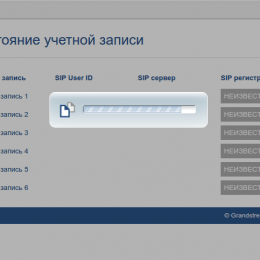 тояние учетной записи
запись SIP User ID SIP сервер SIP регистр
запись 1 НЕИЗВЕСТ
запись 2 НЕИЗВЕСТ
запись 3 НЕИЗВЕСТ
запись 4 НЕИЗВЕСТ
запись 5 НЕИЗВЕСТ
запись 6 НЕИЗВЕСТ
© Grandstre